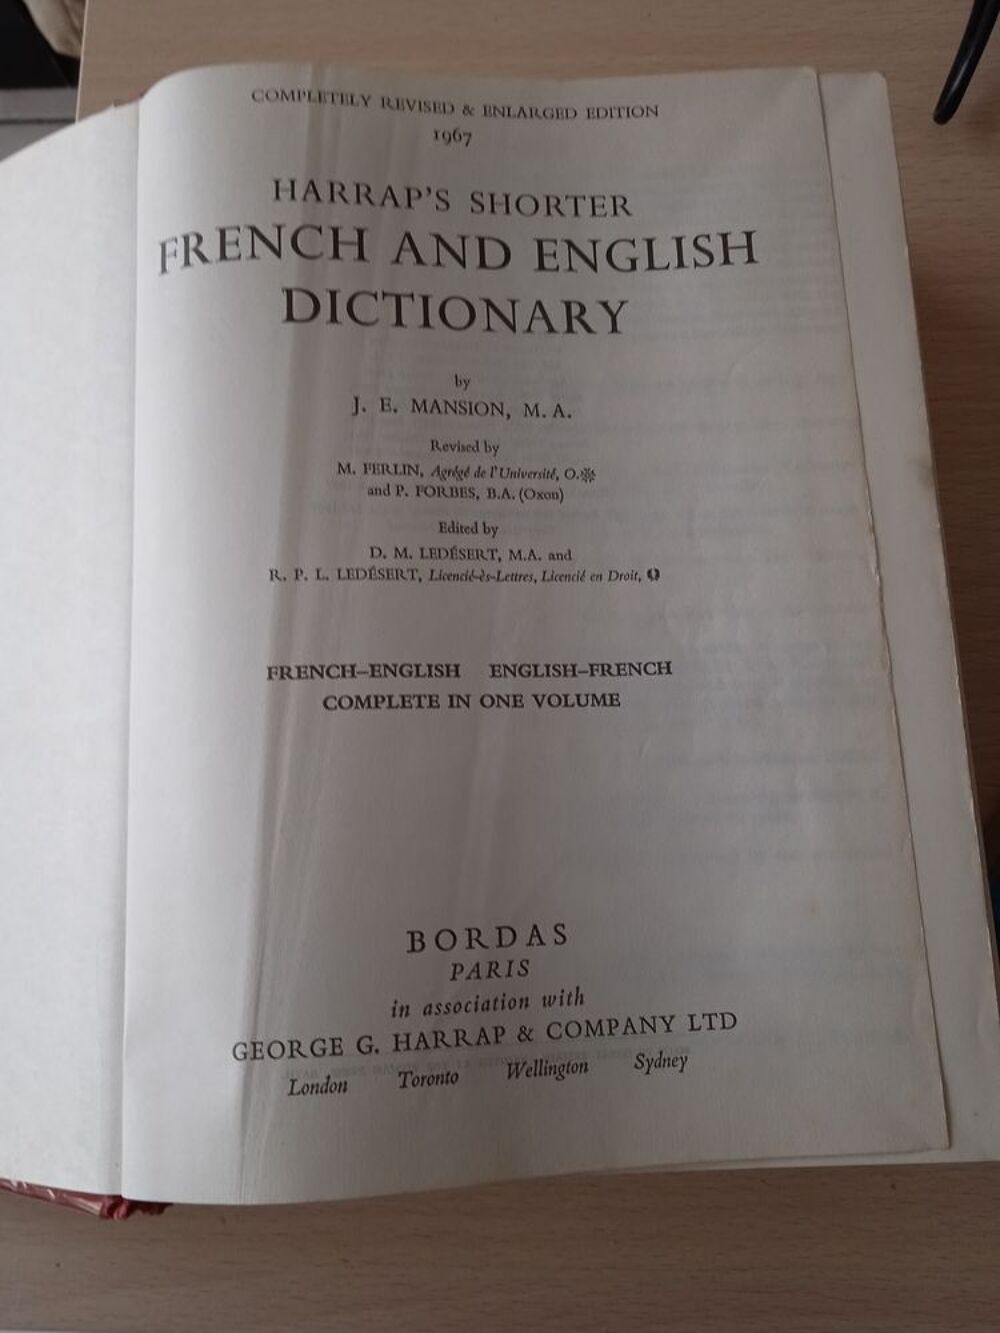 COMPLETELY REVISED & ENLARGED EDITION
1967
HARRAP'S SHORTER
FRENCH AND ENGLISH
DICTIONARY
by
J. E. MANSION, M.A.
Revised by
M. FERLIN, Agrégé de l'Université, O.❊
and P. FORBES, B.A. (Oxon)
Edited by
D. M. LEDÉSERT, M.A. and
R. P. L. LEDÉSERT, Licencié-ès-Lettres, Licencié en Droit,
FRENCH–ENGLISH ENGLISH–FRENCH
COMPLETE IN ONE VOLUME
BORDAS
PARIS
in association with
GEORGE G. HARRAP & COMPANY LTD
London Toronto Wellington Sydney